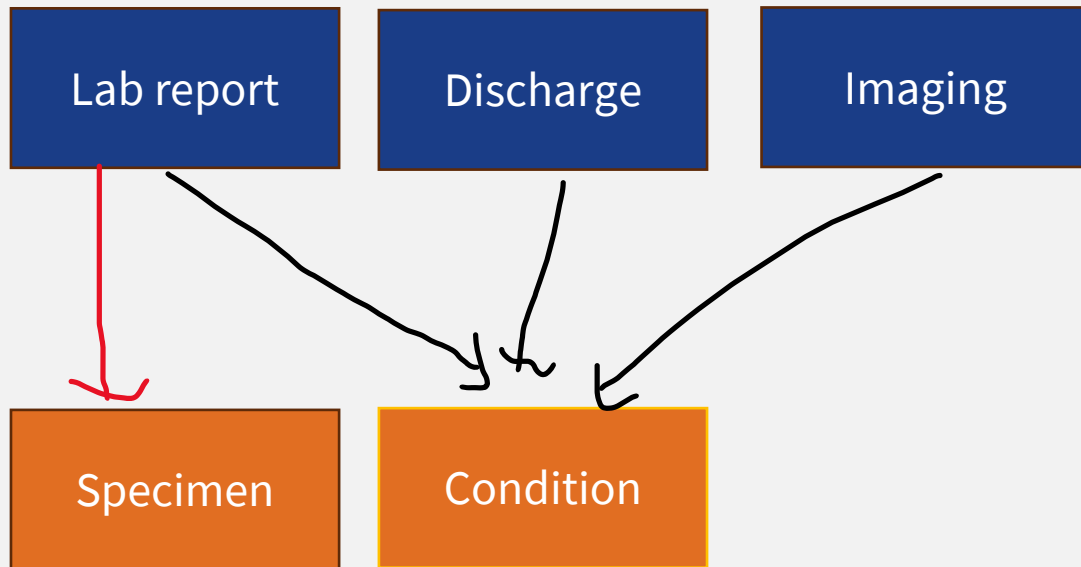 Lab report
Discharge
Imaging
Specimen
Condition